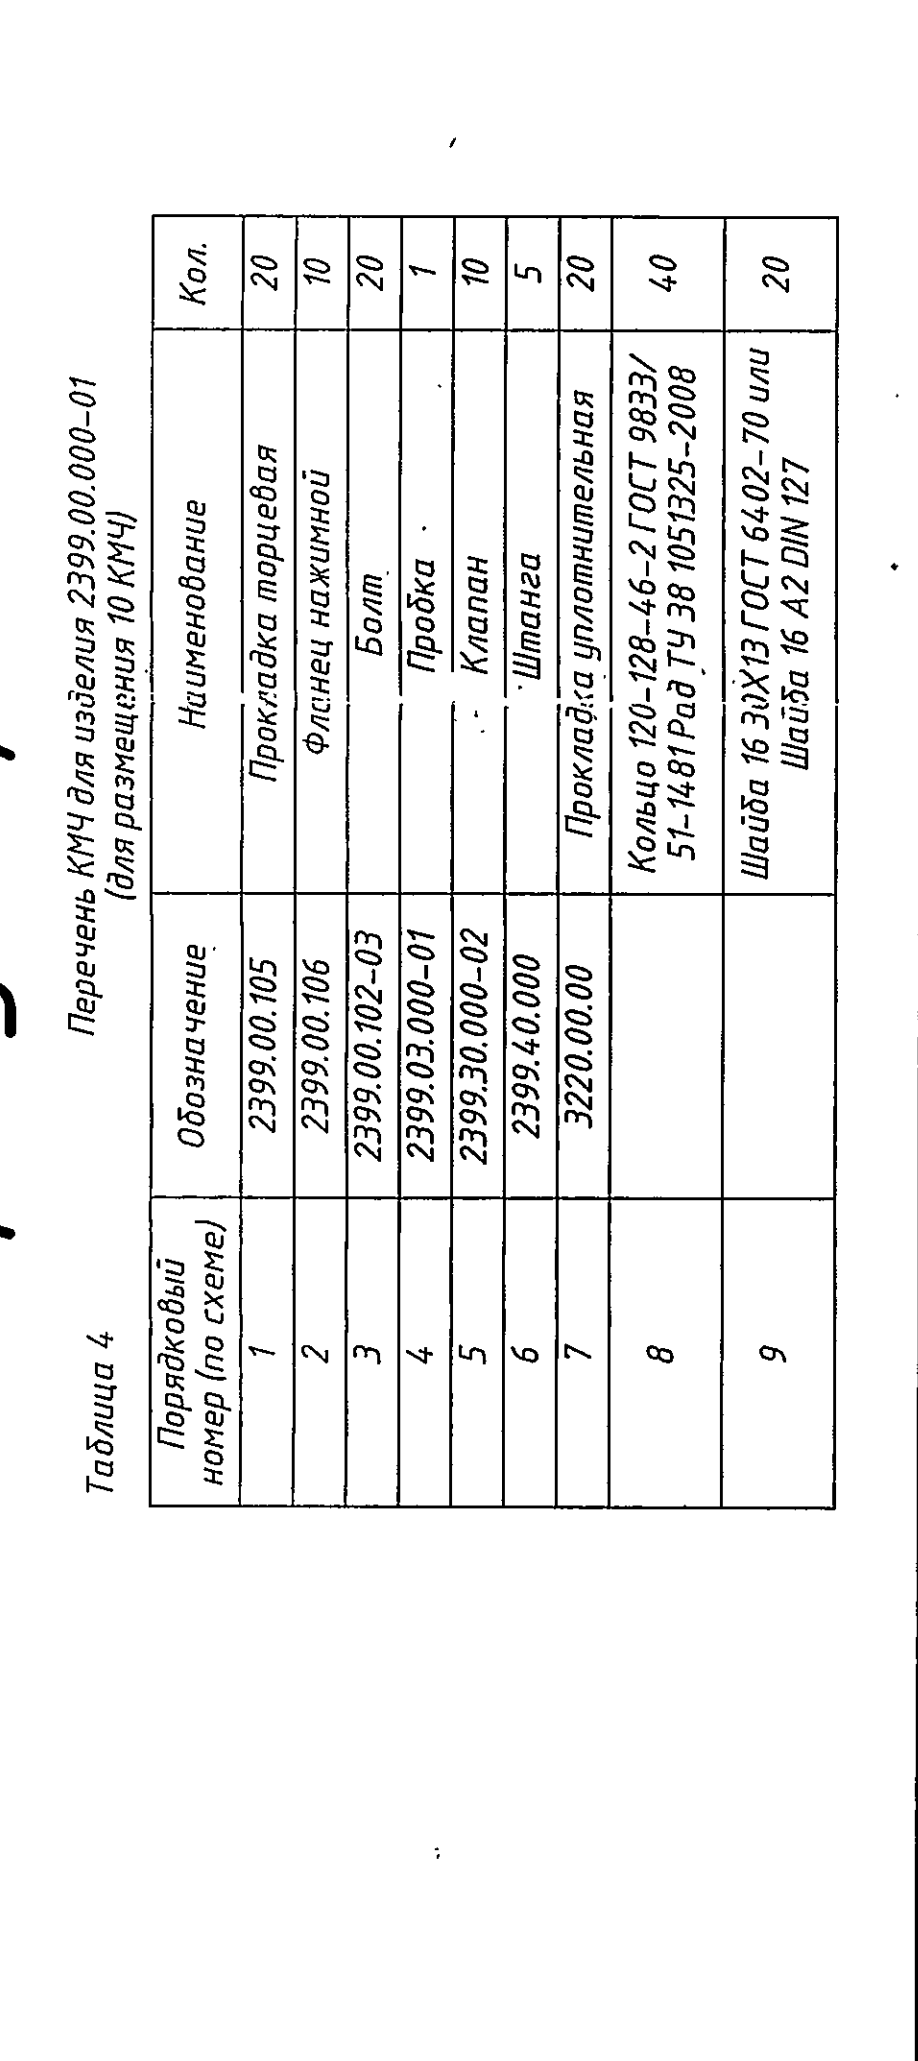 Таблица 4
Перечень КМЧ для изделия 2399.00.000-01
(для размещения 10 КМЧ)
Порядковый номер (по схеме) Обозначение Наименование Кол.
1 2399.00.105 Прокладка торцевая 20
2 2399.00.106 Фланец нажимной 10
3 2399.00.102-03 Болт 20
4 2399.03.000-01 Пробка 1
5 2399.30.000-02 Клапан 10
6 2399.40.000 Штанга 5
7 3220.00.00 Прокладка уплотнительная 20
8 Кольцо 120-128-46-2 ГОСТ 9833/
51-1481 Рад ТУ 38 1051325-2008 40
9 Шайба 16 30Х13 ГОСТ 6402-70 или
Шайба 16 А2 DIN 127 20